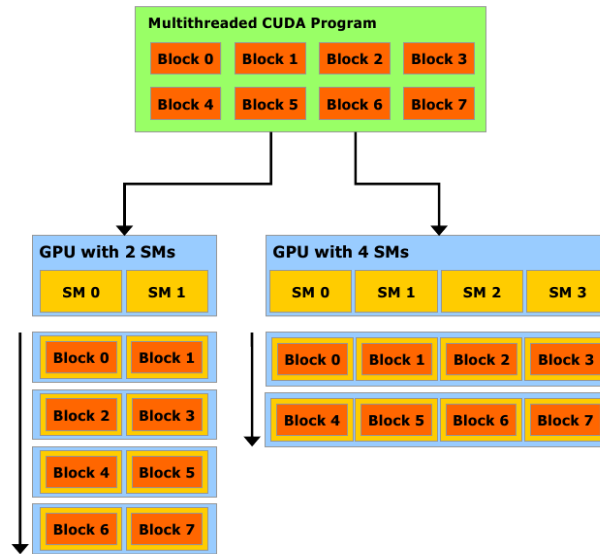 Multithreaded CUDA Program
Block 0 Block 1 Block 2 Block 3
Block 4 Block 5 Block 6 Block 7
GPU with 2 SMs
SM 0 SM 1
Block 0 Block 1
Block 2 Block 3
Block 4 Block 5
Block 6 Block 7
GPU with 4 SMs
SM 0 SM 1 SM 2 SM 3
Block 0 Block 1 Block 2 Block 3
Block 4 Block 5 Block 6 Block 7